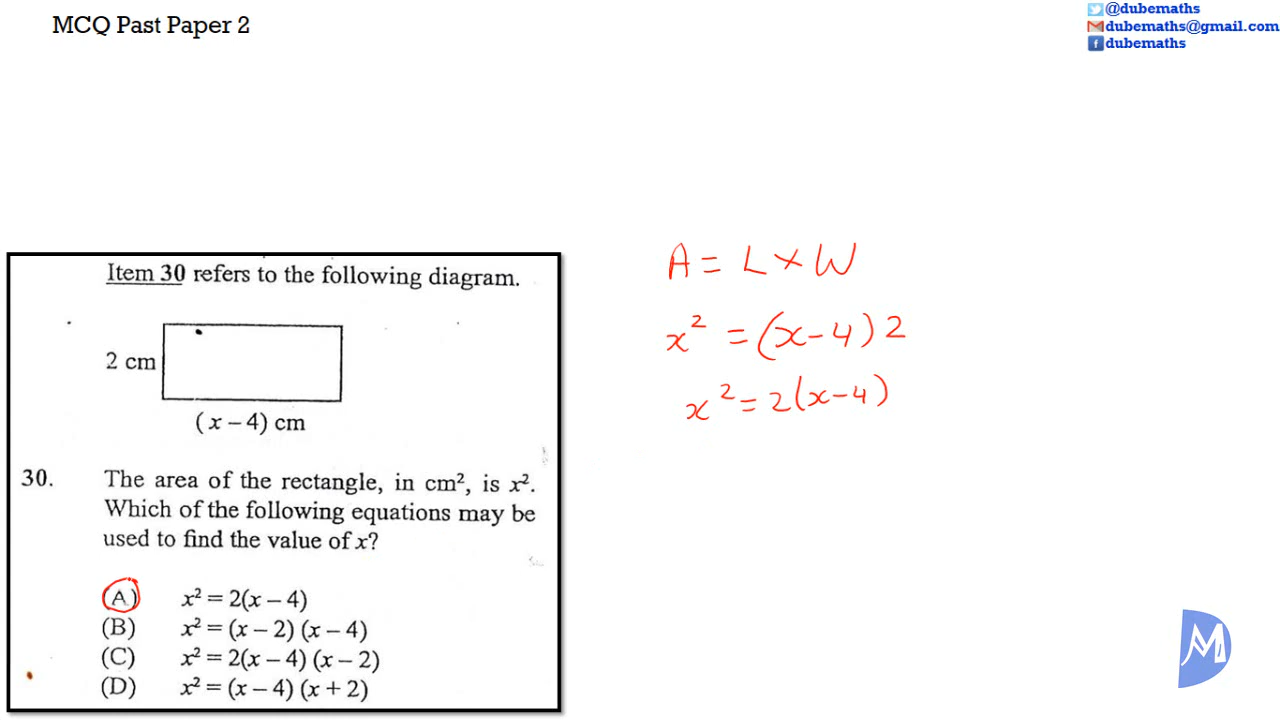 MCQ Past Paper 2
@dubemaths
dubemaths@gmail.com
dubemaths
Item 30 refers to the following diagram.
2 cm
(x – 4) cm
30. The area of the rectangle, in cm², is x².
Which of the following equations may be
used to find the value of x?
(A) x² = 2(x – 4)
(B) x² = (x – 2) (x – 4)
(C) x² = 2(x – 4) (x – 2)
(D) x² = (x – 4) (x + 2)
A = L × W
x² = (x – 4) 2
x² = 2(x – 4)
M